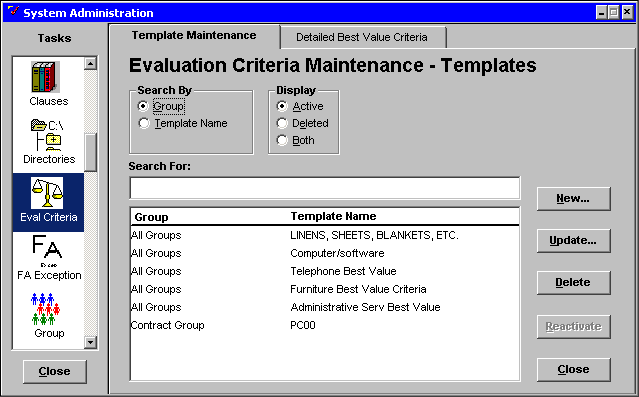 System Administration
Tasks
Clauses
C:\
Directories
Eval Criteria
FA
FA Exception
Group
Close
Template Maintenance
Detailed Best Value Criteria
Evaluation Criteria Maintenance - Templates
Search By
Group
Template Name
Display
Active
Deleted
Both
Search For:
Group Template Name
All Groups LINENS, SHEETS, BLANKETS, ETC.
All Groups Computer/software
All Groups Telephone Best Value
All Groups Furniture Best Value Criteria
All Groups Administrative Serv Best Value
Contract Group PC00
New...
Update...
Delete
Reactivate
Close